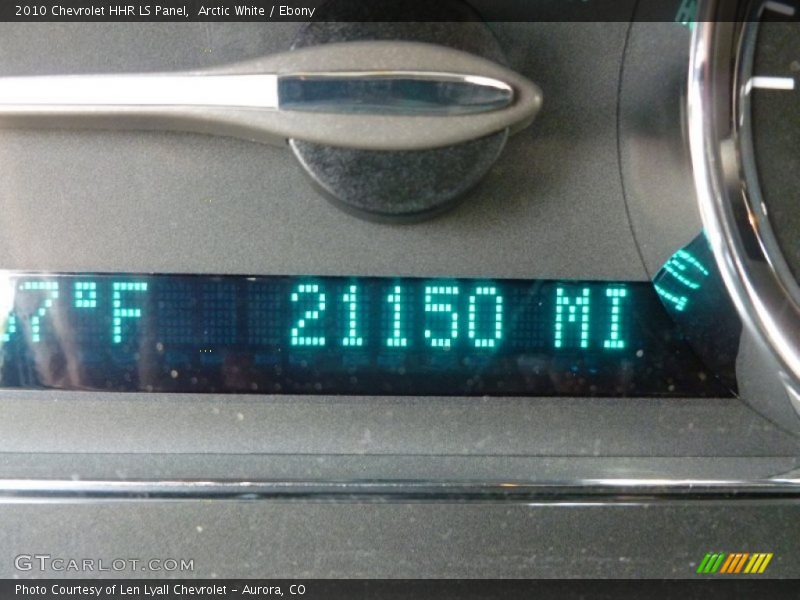 2010 Chevrolet HHR LS Panel,  Arctic White / Ebony
7°F 21150 MI
E
GTCARLOT.COM
Photo Courtesy of Len Lyall Chevrolet - Aurora, CO